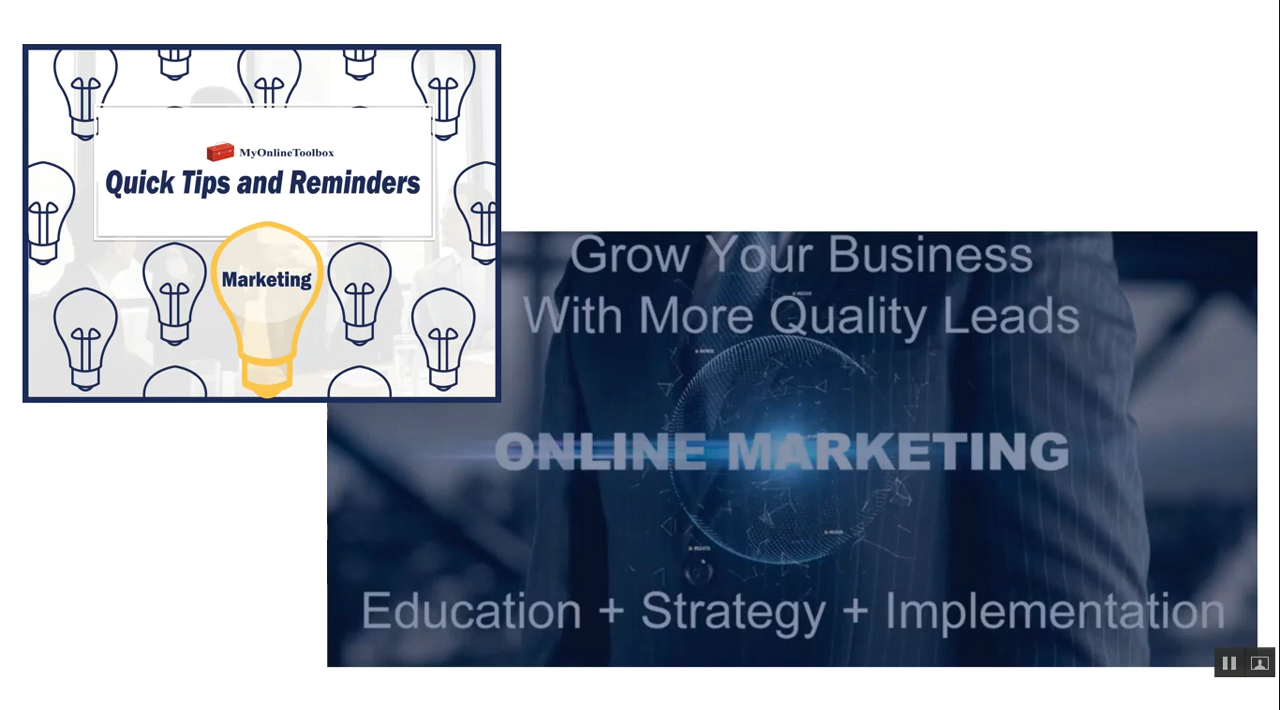 MyOnlineToolbox
Quick Tips and Reminders
Marketing
Grow Your Business
With More Quality Leads
ONLINE MARKETING
Education + Strategy + Implementation